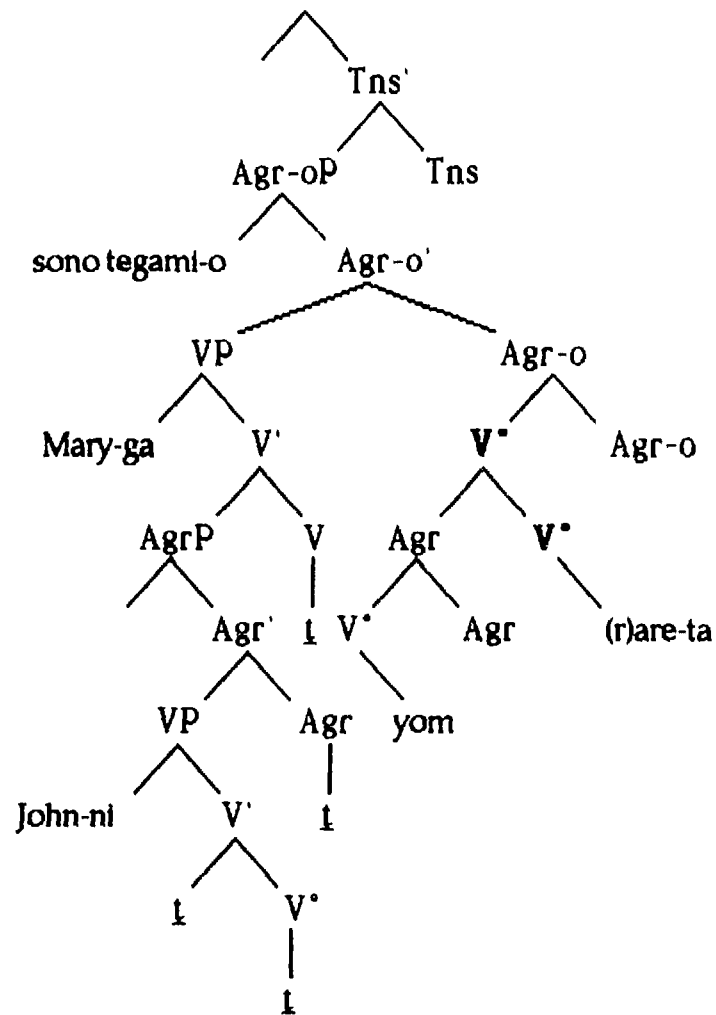 Tns'
Agr-oP Tns
sono tegami-o Agr-o'
VP Agr-o
Mary-ga V' V° Agr-o
AgrP V Agr V°
Agr' t V° Agr (r)are-ta
VP Agr yom
John-ni V' t
t V°
t